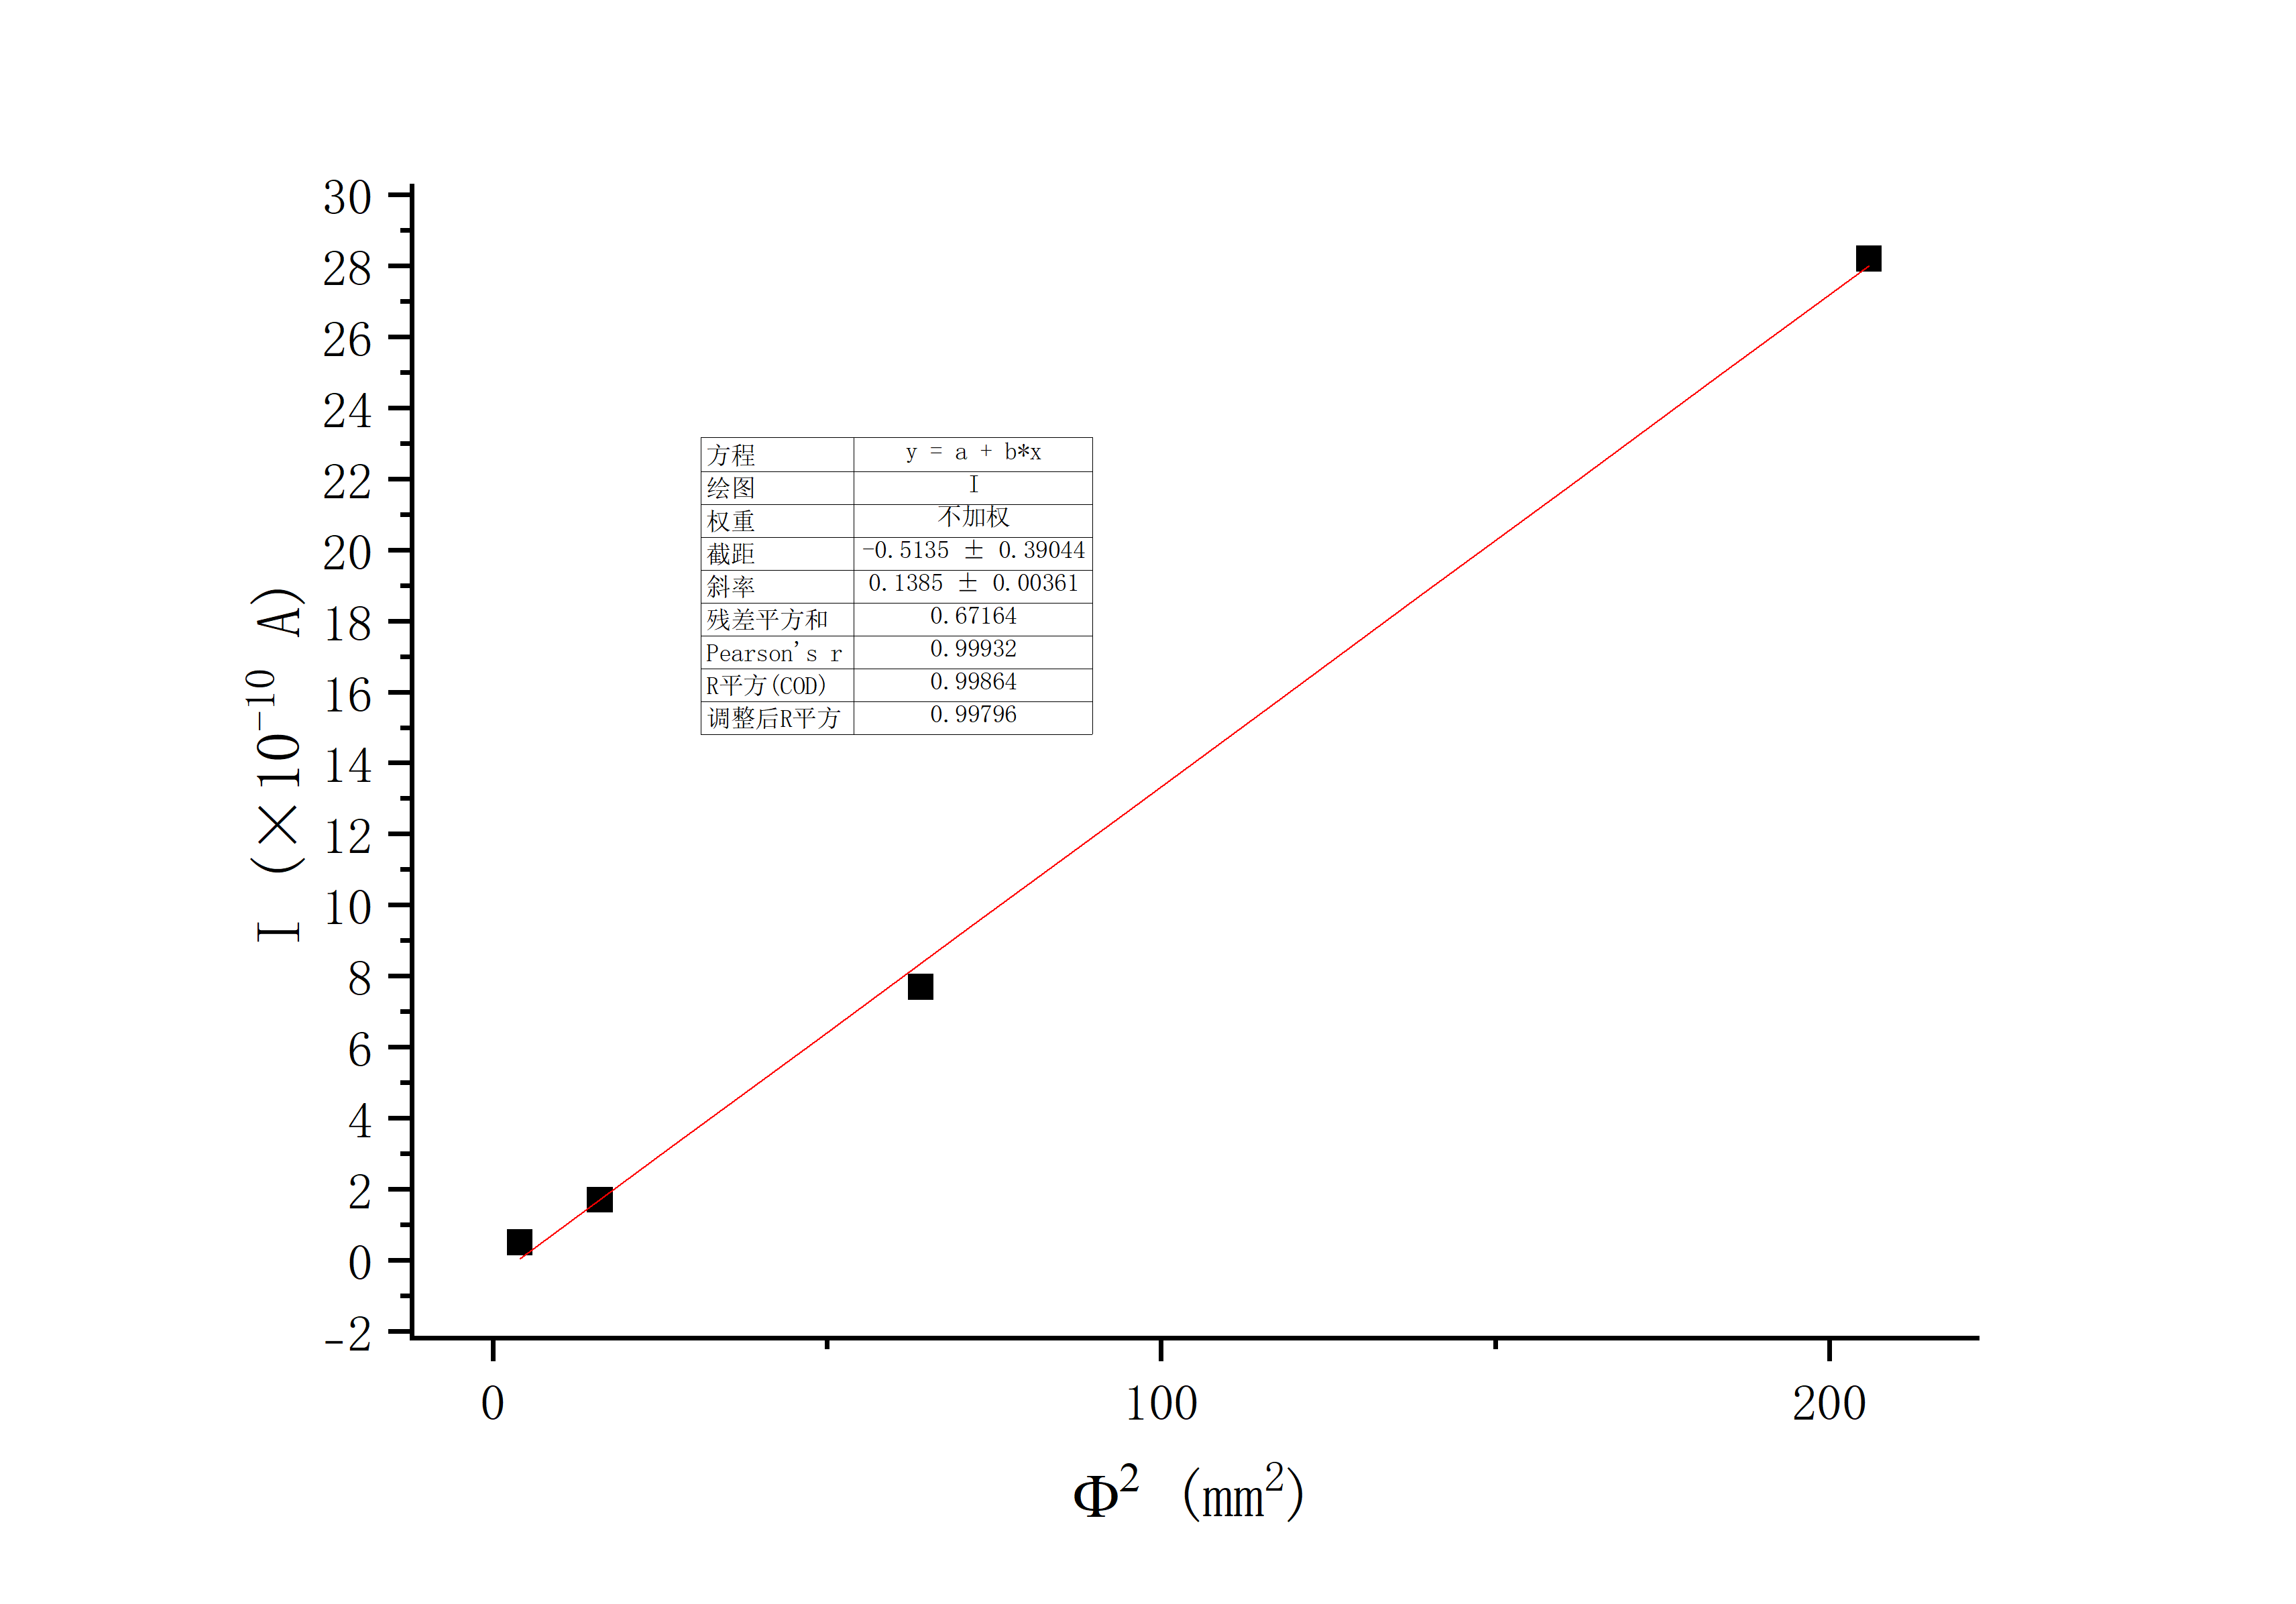 30
28
26
24
22
20
18
16
14
12
10
8
6
4
2
0
-2
I (×10⁻¹⁰ A)
方程 y = a + b*x
绘图 I
权重 不加权
截距 -0.5135 ± 0.39044
斜率 0.1385 ± 0.00361
残差平方和 0.67164
Pearson's r 0.99932
R平方(COD) 0.99864
调整后R平方 0.99796
0 100 200
Φ² (mm²)